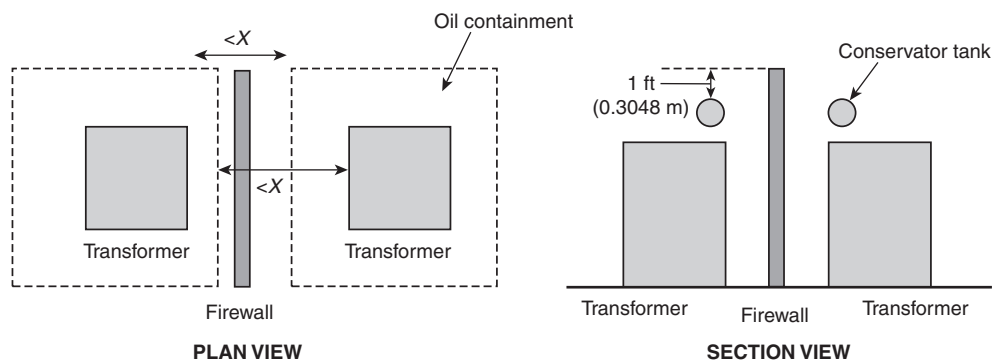 <X
Oil containment
<X
Transformer
Transformer
Firewall
PLAN VIEW
Conservator tank
1 ft
(0.3048 m)
Transformer
Firewall
Transformer
SECTION VIEW